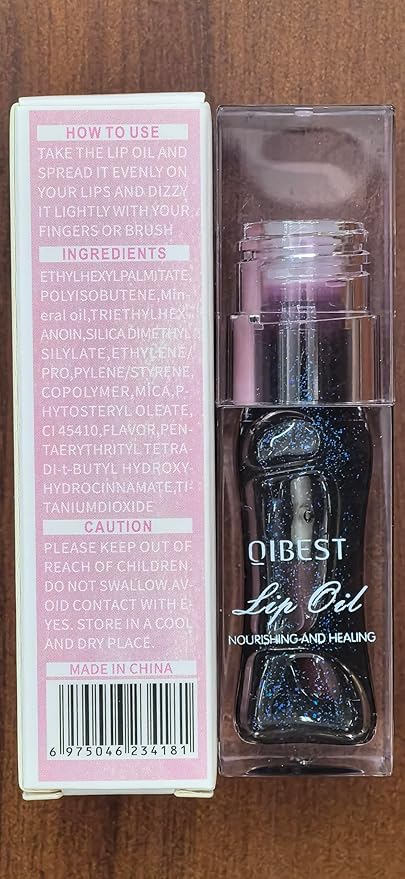 HOW TO USE
TAKE THE LIP OIL AND
SPREAD IT EVENLY ON
YOUR LIPS AND DIZZY
IT LIGHTLY WITH YOUR
FINGERS OR BRUSH
INGREDIENTS
ETHYLHEXYLPALMITATE,
POLYISOBUTENE,Min-
eral oil,TRIETHYLHEX
ANOIN,SILICA DIMETHYL
SILYLATE,ETHYLENE/
PRO,PYLENE/STYRENE,
COPOLYMER,MICA,P-
HYTOSTERYL OLEATE,
CI 45410,FLAVOR,PEN-
TAERYTHRITYL TETRA-
DI-t-BUTYL HYDROXY-
HYDROCINNAMATE,TI-
TANIUMDIOXIDE
CAUTION
PLEASE KEEP OUT OF
REACH OF CHILDREN.
DO NOT SWALLOW.AV-
OID CONTACT WITH E-
YES. STORE IN A COOL
AND DRY PLACE.
MADE IN CHINA
6 975046 234181
QIBEST
Lip Oil
NOURISHING AND HEALING